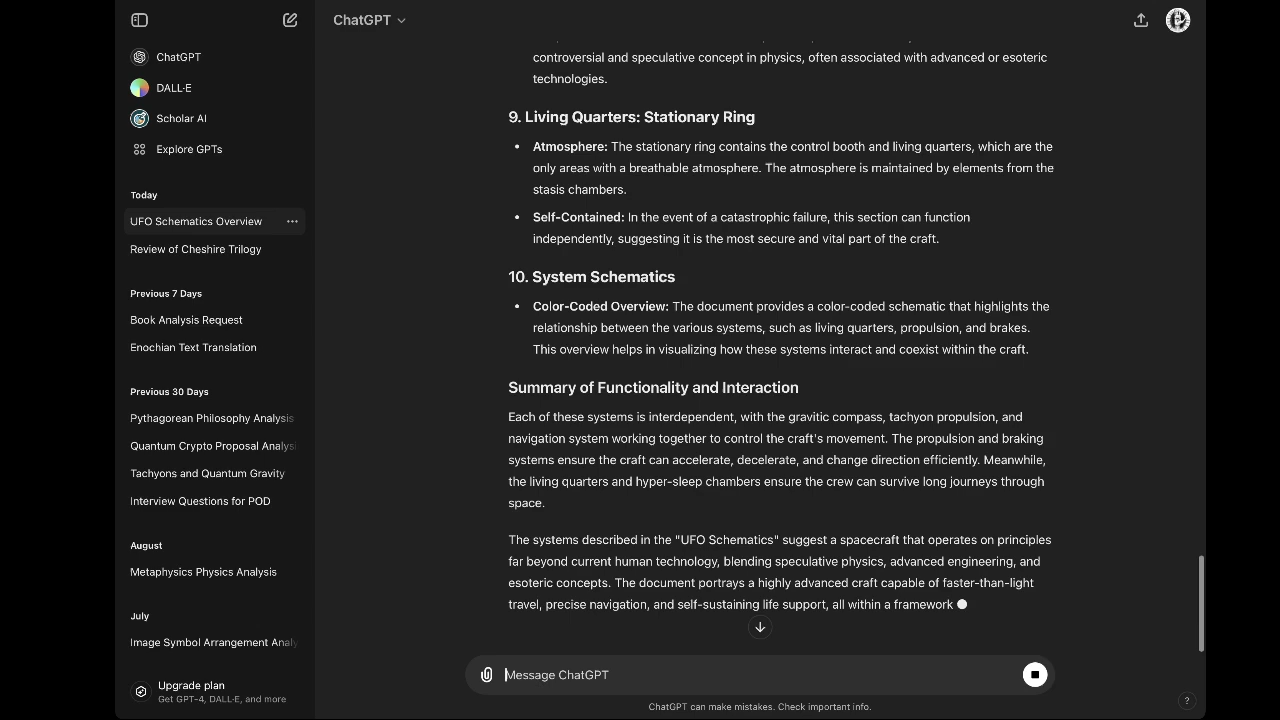 ChatGPT
ChatGPT
DALL·E
Scholar AI
Explore GPTs
Today
UFO Schematics Overview
Review of Cheshire Trilogy
Previous 7 Days
Book Analysis Request
Enochian Text Translation
Previous 30 Days
Pythagorean Philosophy Analysis
Quantum Crypto Proposal Analysi
Tachyons and Quantum Gravity
Interview Questions for POD
August
Metaphysics Physics Analysis
July
Image Symbol Arrangement Analy
Upgrade plan
Get GPT-4, DALL·E, and more
controversial and speculative concept in physics, often associated with advanced or esoteric
technologies.
9. Living Quarters: Stationary Ring
• Atmosphere: The stationary ring contains the control booth and living quarters, which are the
only areas with a breathable atmosphere. The atmosphere is maintained by elements from the
stasis chambers.
• Self-Contained: In the event of a catastrophic failure, this section can function
independently, suggesting it is the most secure and vital part of the craft.
10. System Schematics
• Color-Coded Overview: The document provides a color-coded schematic that highlights the
relationship between the various systems, such as living quarters, propulsion, and brakes.
This overview helps in visualizing how these systems interact and coexist within the craft.
Summary of Functionality and Interaction
Each of these systems is interdependent, with the gravitic compass, tachyon propulsion, and
navigation system working together to control the craft's movement. The propulsion and braking
systems ensure the craft can accelerate, decelerate, and change direction efficiently. Meanwhile,
the living quarters and hyper-sleep chambers ensure the crew can survive long journeys through
space.
The systems described in the "UFO Schematics" suggest a spacecraft that operates on principles
far beyond current human technology, blending speculative physics, advanced engineering, and
esoteric concepts. The document portrays a highly advanced craft capable of faster-than-light
travel, precise navigation, and self-sustaining life support, all within a framework
Message ChatGPT
ChatGPT can make mistakes. Check important info.
?